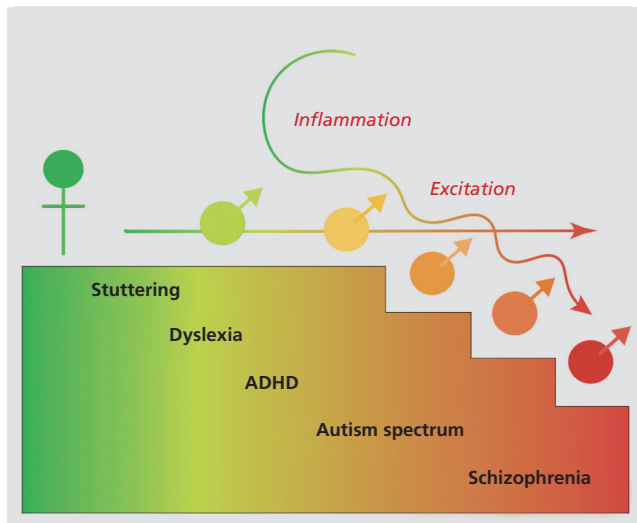 Inflammation
Excitation
Stuttering
Dyslexia
ADHD
Autism spectrum
Schizophrenia